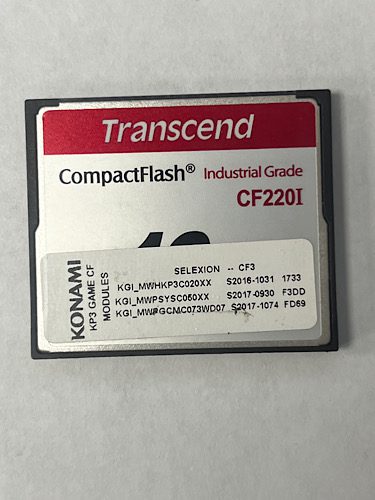 Transcend
CompactFlash® Industrial Grade
CF220I
KONAMI
KP3 GAME CF
MODULES
SELEXION -- CF3
KGI_MWHKP3C020XX S2016-1031 1733
KGI_MWPSYSC050XX S2017-0930 F3DD
KGI_MWPGCMC073WD07 S2017-1074 FD69